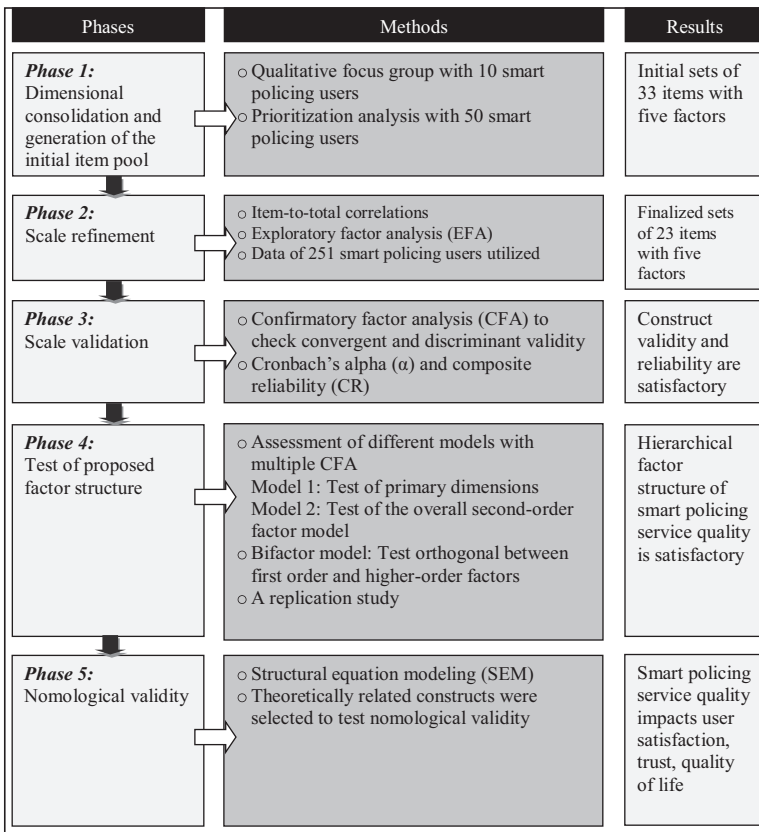 Phases
Methods
Results
Phase 1:
Dimensional
consolidation and
generation of the
initial item pool
○ Qualitative focus group with 10 smart
policing users
○ Prioritization analysis with 50 smart
policing users
Initial sets of
33 items with
five factors
Phase 2:
Scale refinement
○ Item-to-total correlations
○ Exploratory factor analysis (EFA)
○ Data of 251 smart policing users utilized
Finalized sets
of 23 items
with five
factors
Phase 3:
Scale validation
○ Confirmatory factor analysis (CFA) to
check convergent and discriminant validity
○ Cronbach's alpha (α) and composite
reliability (CR)
Construct
validity and
reliability are
satisfactory
Phase 4:
Test of proposed
factor structure
○ Assessment of different models with
multiple CFA
Model 1: Test of primary dimensions
Model 2: Test of the overall second-order
factor model
○ Bifactor model: Test orthogonal between
first order and higher-order factors
○ A replication study
Hierarchical
factor
structure of
smart policing
service quality
is satisfactory
Phase 5:
Nomological validity
○ Structural equation modeling (SEM)
○ Theoretically related constructs were
selected to test nomological validity
Smart policing
service quality
impacts user
satisfaction,
trust, quality
of life